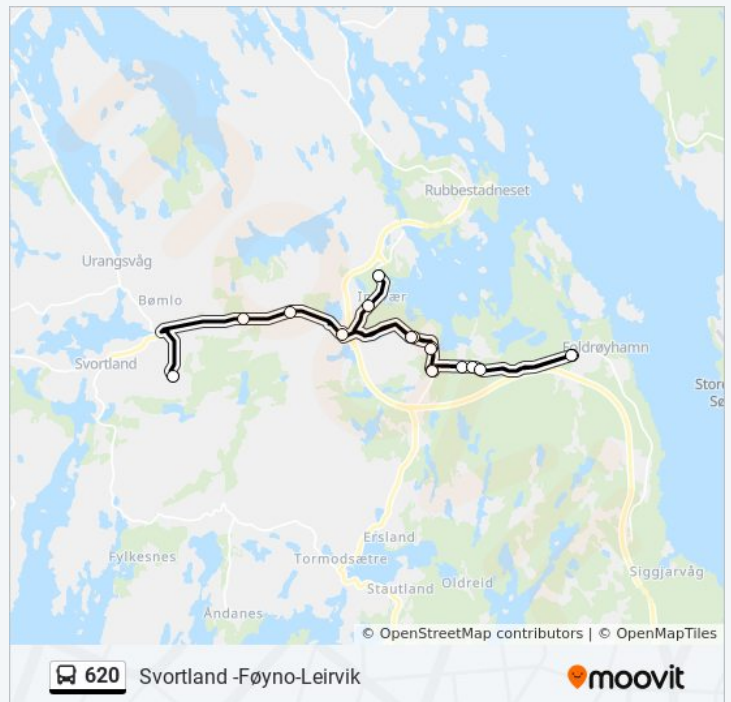 Rubbestadneset
Urangsvåg
Bømlo
Foldrøyhamn
Svortland
Ersland
Fylkesnes
Tormodsætre
Siggjarvåg
Oldreid
Stautland
Åndanes
© OpenStreetMap contributors | © OpenMapTiles
620 Svortland -Føyno-Leirvik
moovit